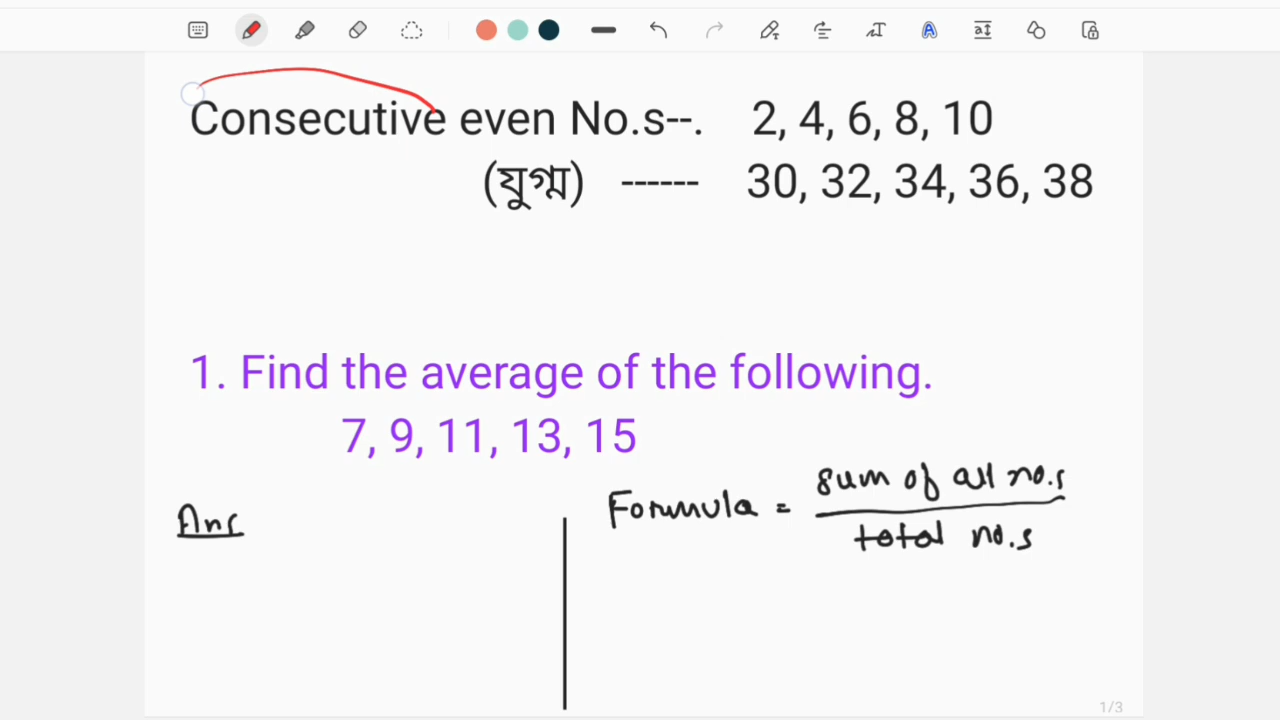 Consecutive even No.s--. 2, 4, 6, 8, 10
(যুগ্ম) ------ 30, 32, 34, 36, 38
1. Find the average of the following.
7, 9, 11, 13, 15
Ans
Formula = sum of all no.s
total no.s
1/3